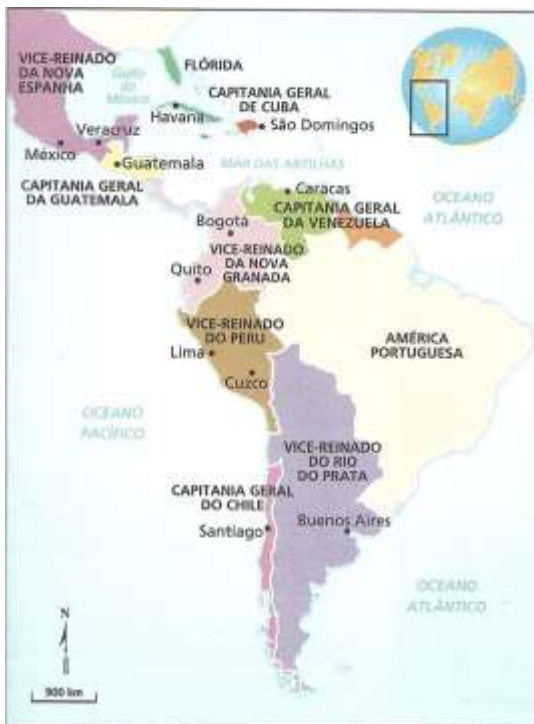 VICE-REINADO
DA NOVA
ESPANHA
Golfo
do
México
FLÓRIDA
CAPITANIA GERAL
DE CUBA
Havana
São Domingos
Veracruz
México
Guatemala
MAR DAS ANTILHAS
CAPITANIA GERAL
DA GUATEMALA
Caracas
OCEANO
ATLÂNTICO
CAPITANIA GERAL
DA VENEZUELA
Bogotá
VICE-REINADO
DA NOVA
GRANADA
Quito
VICE-REINADO
DO PERU
AMÉRICA
PORTUGUESA
Lima
Cuzco
OCEANO
PACÍFICO
VICE-REINADO
DO RIO
DO PRATA
CAPITANIA GERAL
DO CHILE
Santiago
Buenos Aires
OCEANO
ATLÂNTICO
N
900 km